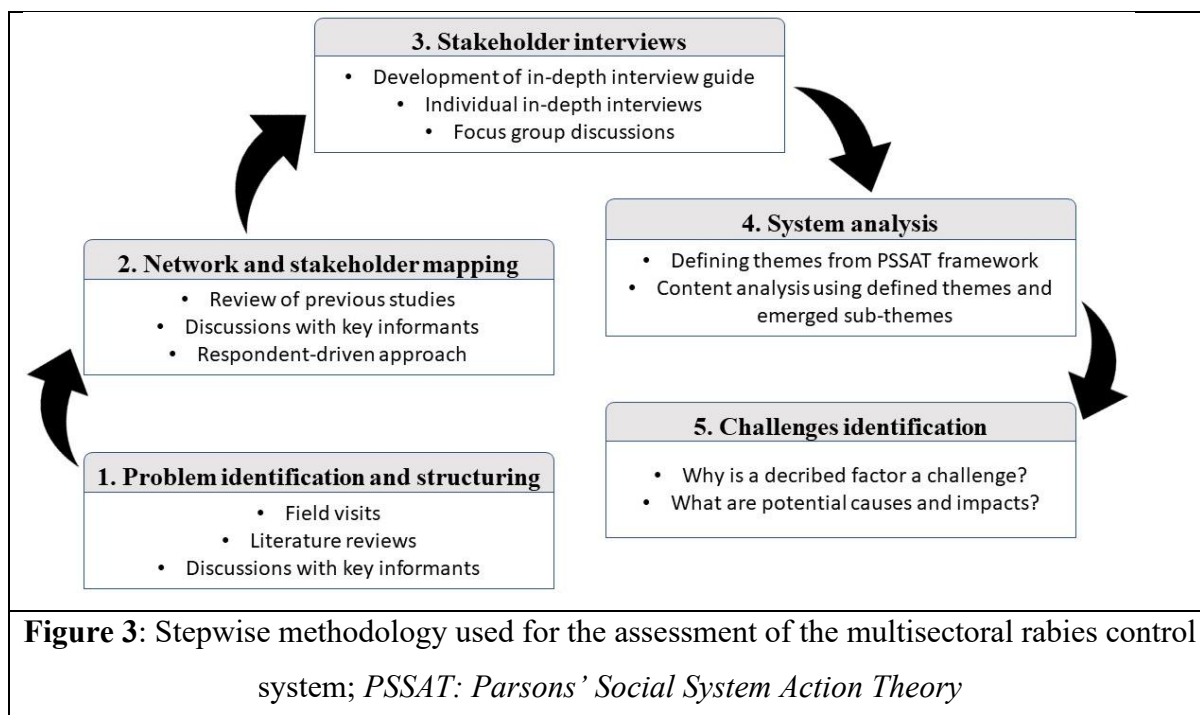 3. Stakeholder interviews
• Development of in-depth interview guide
• Individual in-depth interviews
• Focus group discussions
4. System analysis
• Defining themes from PSSAT framework
• Content analysis using defined themes and
emerged sub-themes
2. Network and stakeholder mapping
• Review of previous studies
• Discussions with key informants
• Respondent-driven approach
5. Challenges identification
• Why is a decribed factor a challenge?
• What are potential causes and impacts?
1. Problem identification and structuring
• Field visits
• Literature reviews
• Discussions with key informants
Figure 3: Stepwise methodology used for the assessment of the multisectoral rabies control
system; PSSAT: Parsons’ Social System Action Theory